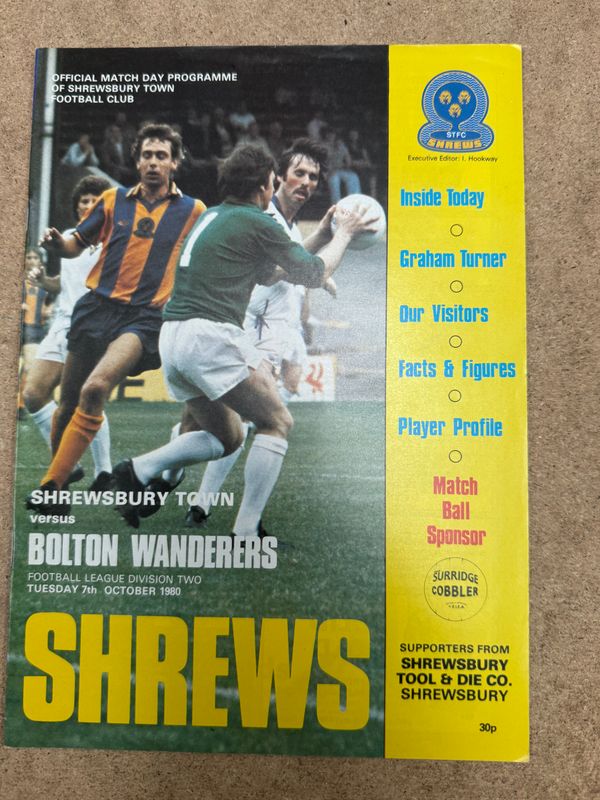 OFFICIAL MATCH DAY PROGRAMME
OF SHREWSBURY TOWN
FOOTBALL CLUB
STFC
SHREWS
Executive Editor: I. Hookway
Inside Today
Graham Turner
Our Visitors
Facts & Figures
Player Profile
Match
Ball
Sponsor
SURRIDGE
COBBLER
SUPPORTERS FROM
SHREWSBURY
TOOL & DIE CO.
SHREWSBURY
30p
1
SHREWSBURY TOWN
versus
BOLTON WANDERERS
FOOTBALL LEAGUE DIVISION TWO
TUESDAY 7th OCTOBER 1980
SHREWS